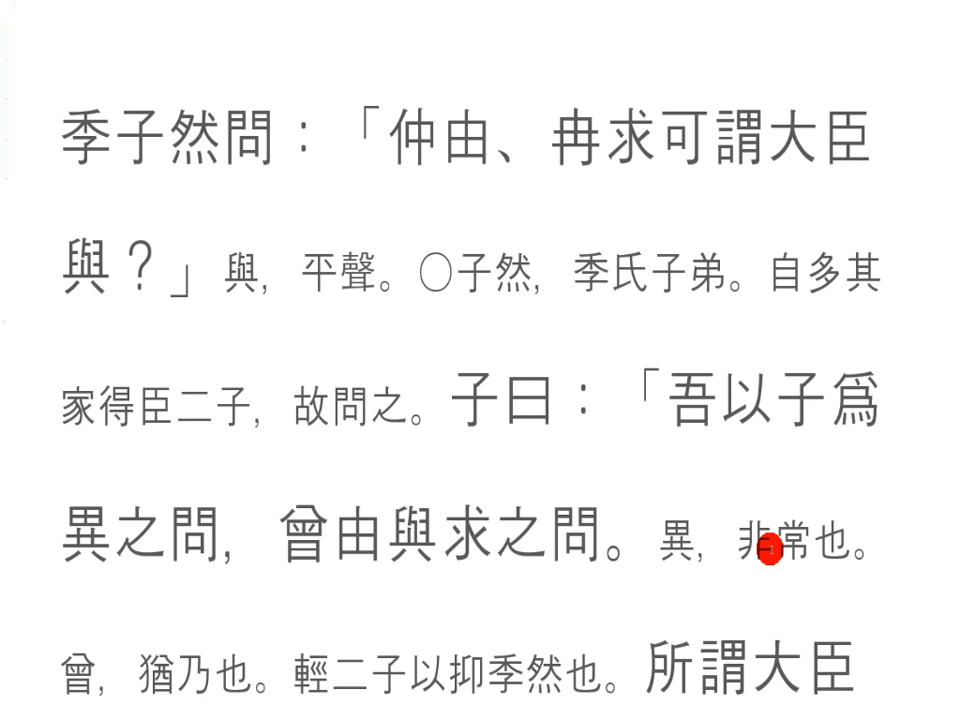 季子然問：「仲由、冉求可謂大臣
與？」與，平聲。〇子然，季氏子弟。自多其
家得臣二子，故問之。子曰：「吾以子爲
異之問，曾由與求之問。異，非常也。
曾，猶乃也。輕二子以抑季然也。所謂大臣